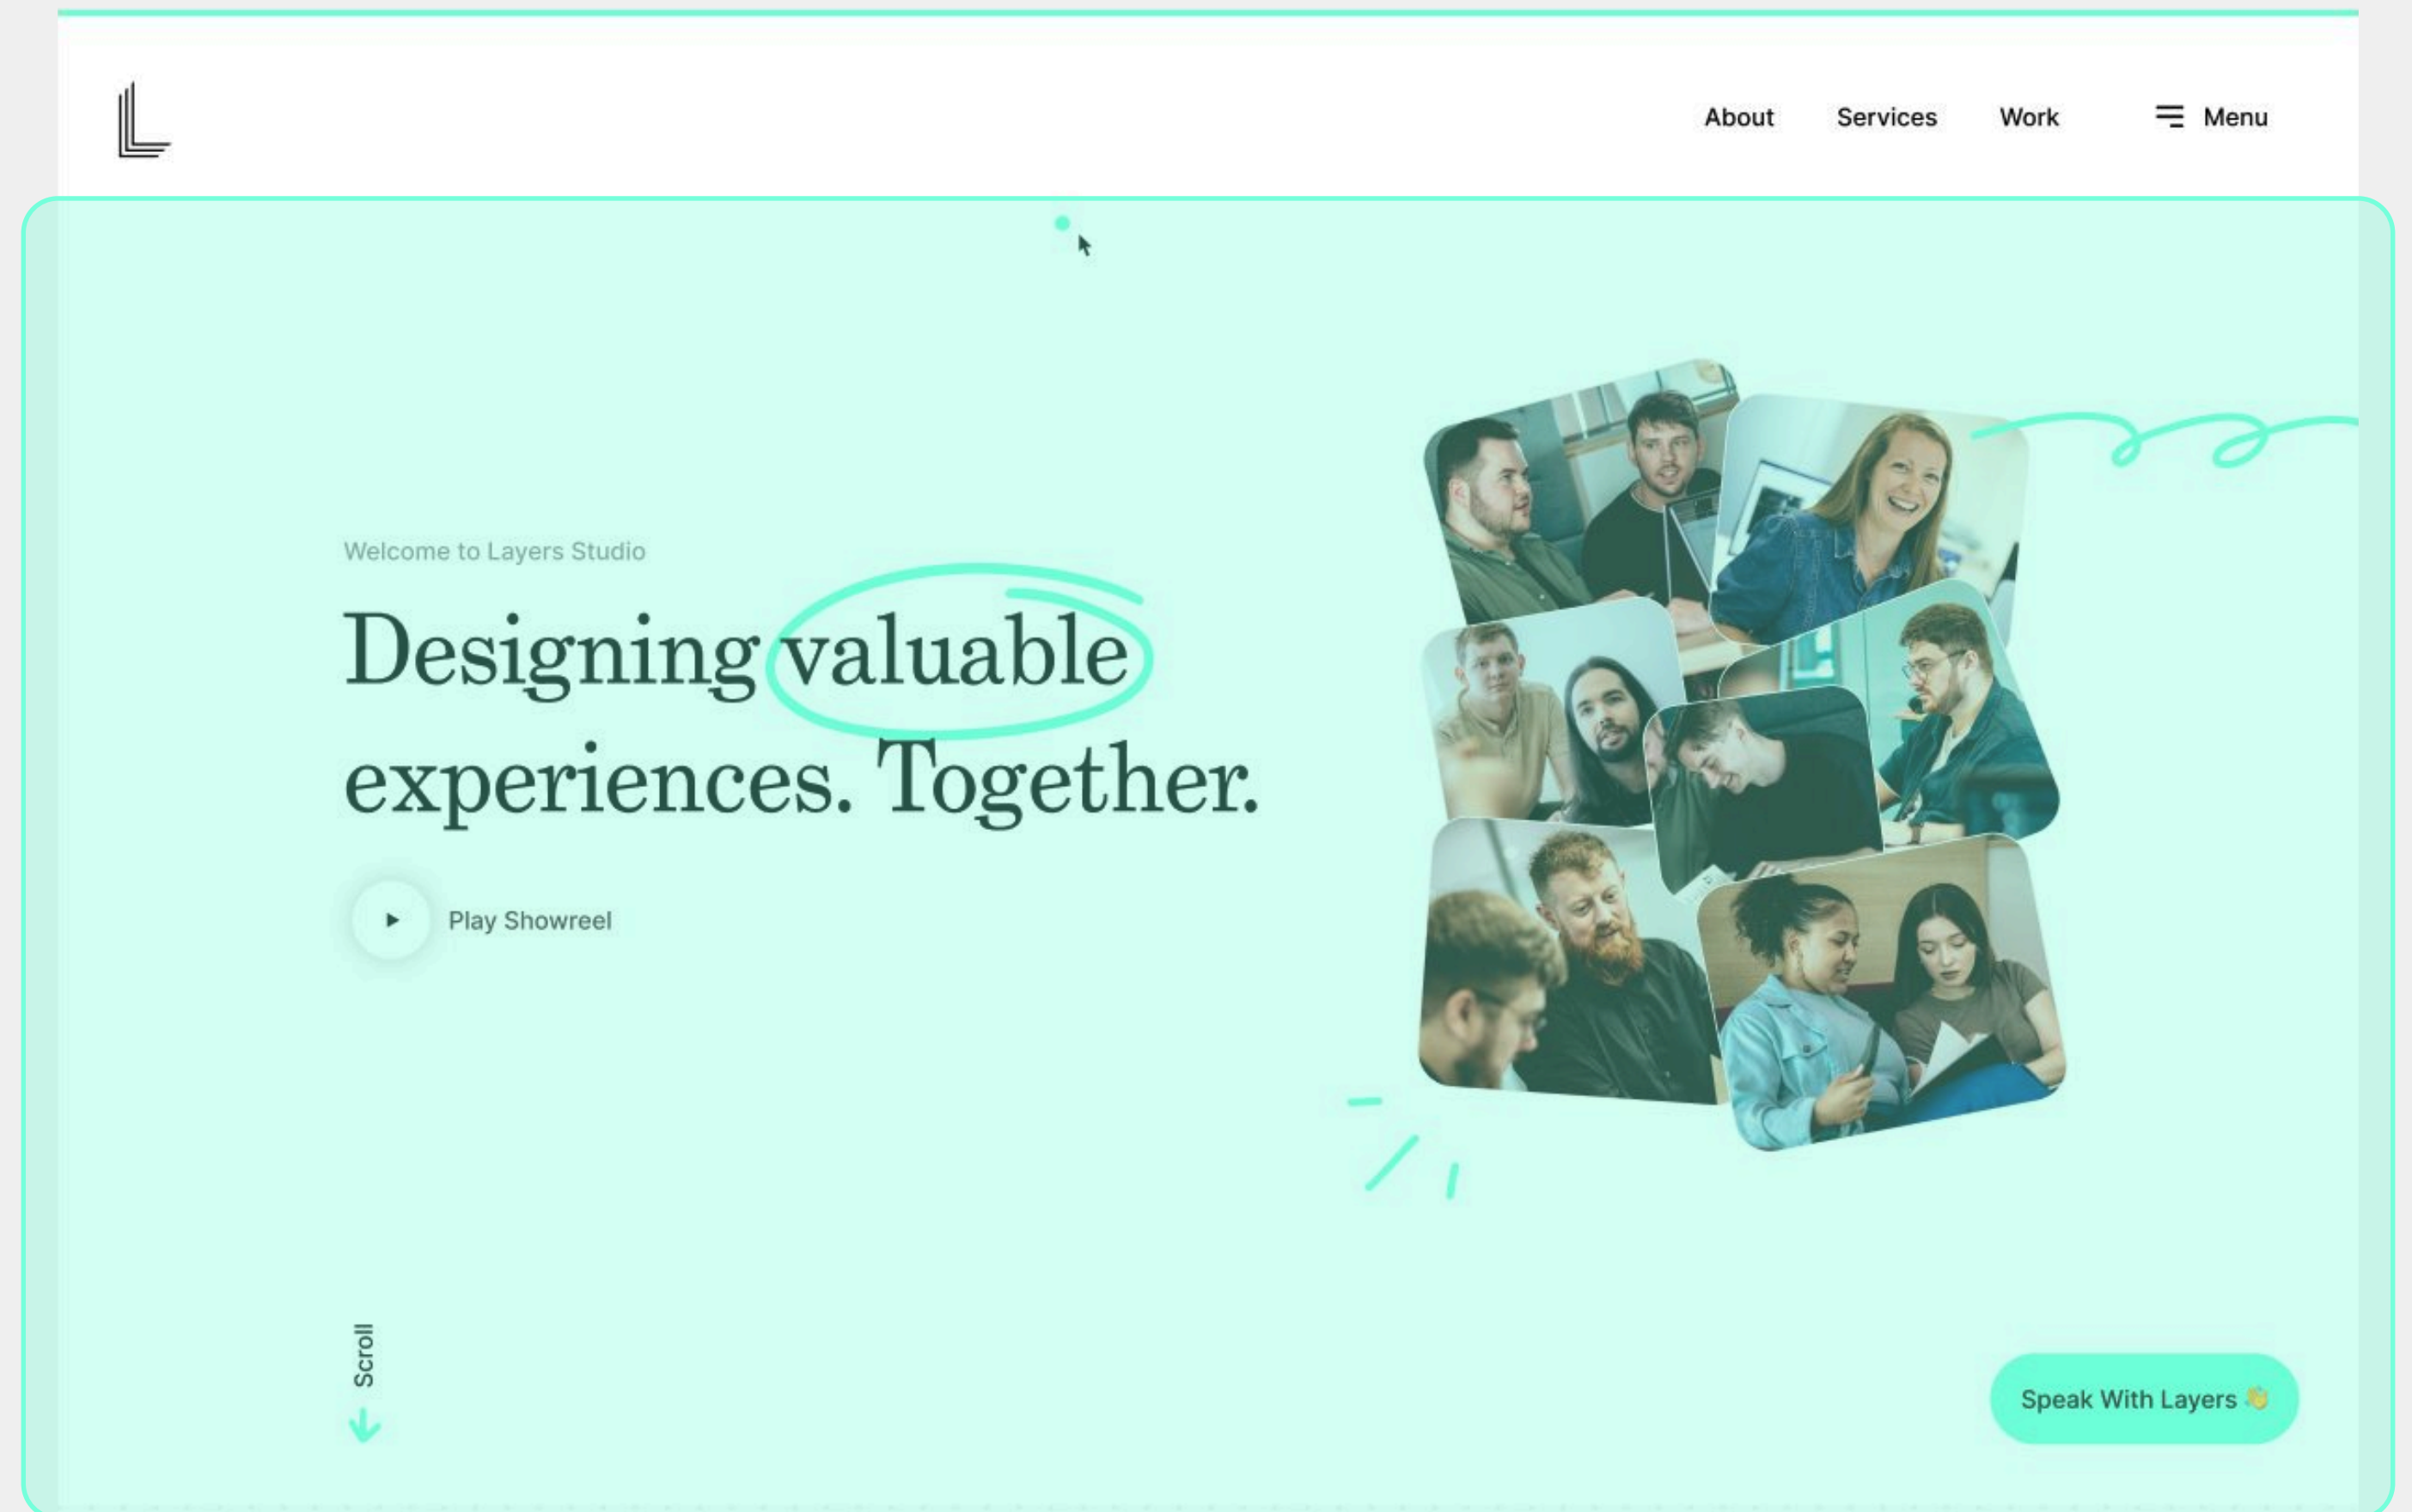 About Services Work Menu
Welcome to Layers Studio
Designing valuable
experiences. Together.
Play Showreel
Scroll
Speak With Layers 👋